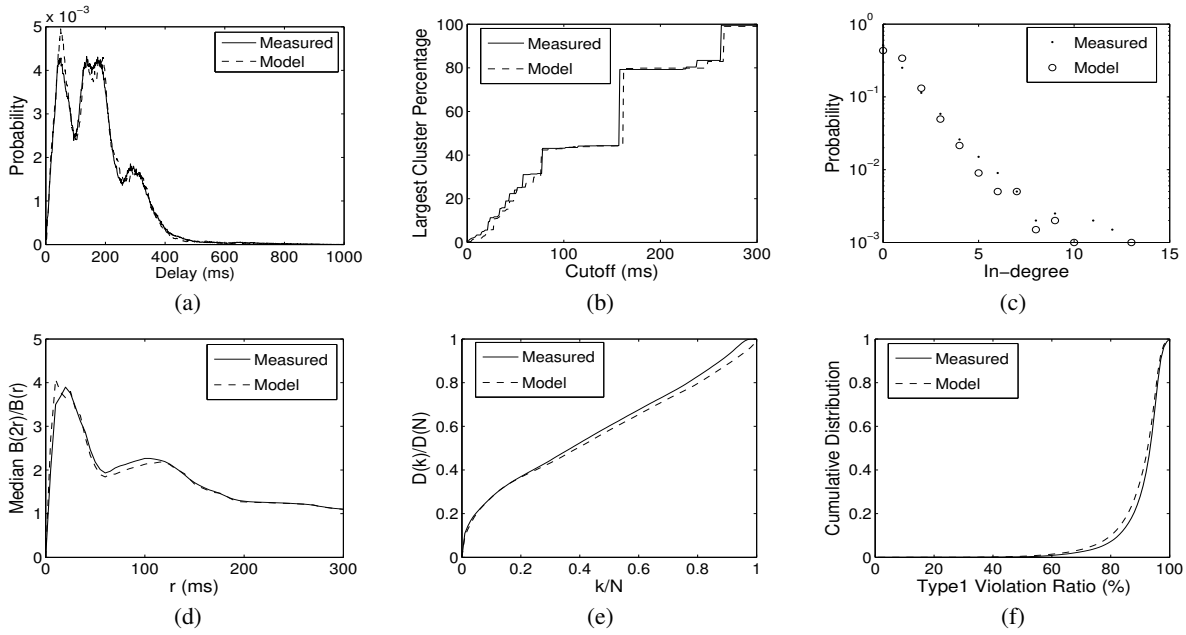 5 x 10⁻³
4
3
2
1
0
Probability
Measured
Model
0 200 400 600 800 1000
Delay (ms)
(a)
100
80
60
40
20
0
Largest Cluster Percentage
Measured
Model
0 100 200 300
Cutoff (ms)
(b)
10⁰
10⁻¹
10⁻²
10⁻³
Probability
Measured
Model
0 5 10 15
In−degree
(c)
5
4
3
2
1
0
Median B(2r)/B(r)
Measured
Model
0 100 200 300
r (ms)
(d)
1
0.8
0.6
0.4
0.2
0
D(k)/D(N)
Measured
Model
0 0.2 0.4 0.6 0.8 1
k/N
(e)
1
0.8
0.6
0.4
0.2
0
Cumulative Distribution
Measured
Model
0 20 40 60 80 100
Type1 Violation Ratio (%)
(f)